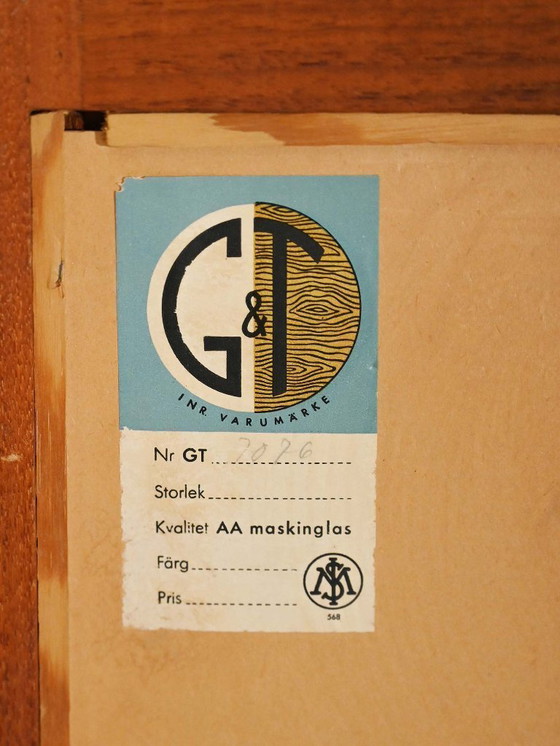 G&T
INR. VARUMÄRKE
Nr GT 7076
Storlek
Kvalitet AA maskinglas
Färg
Pris
568